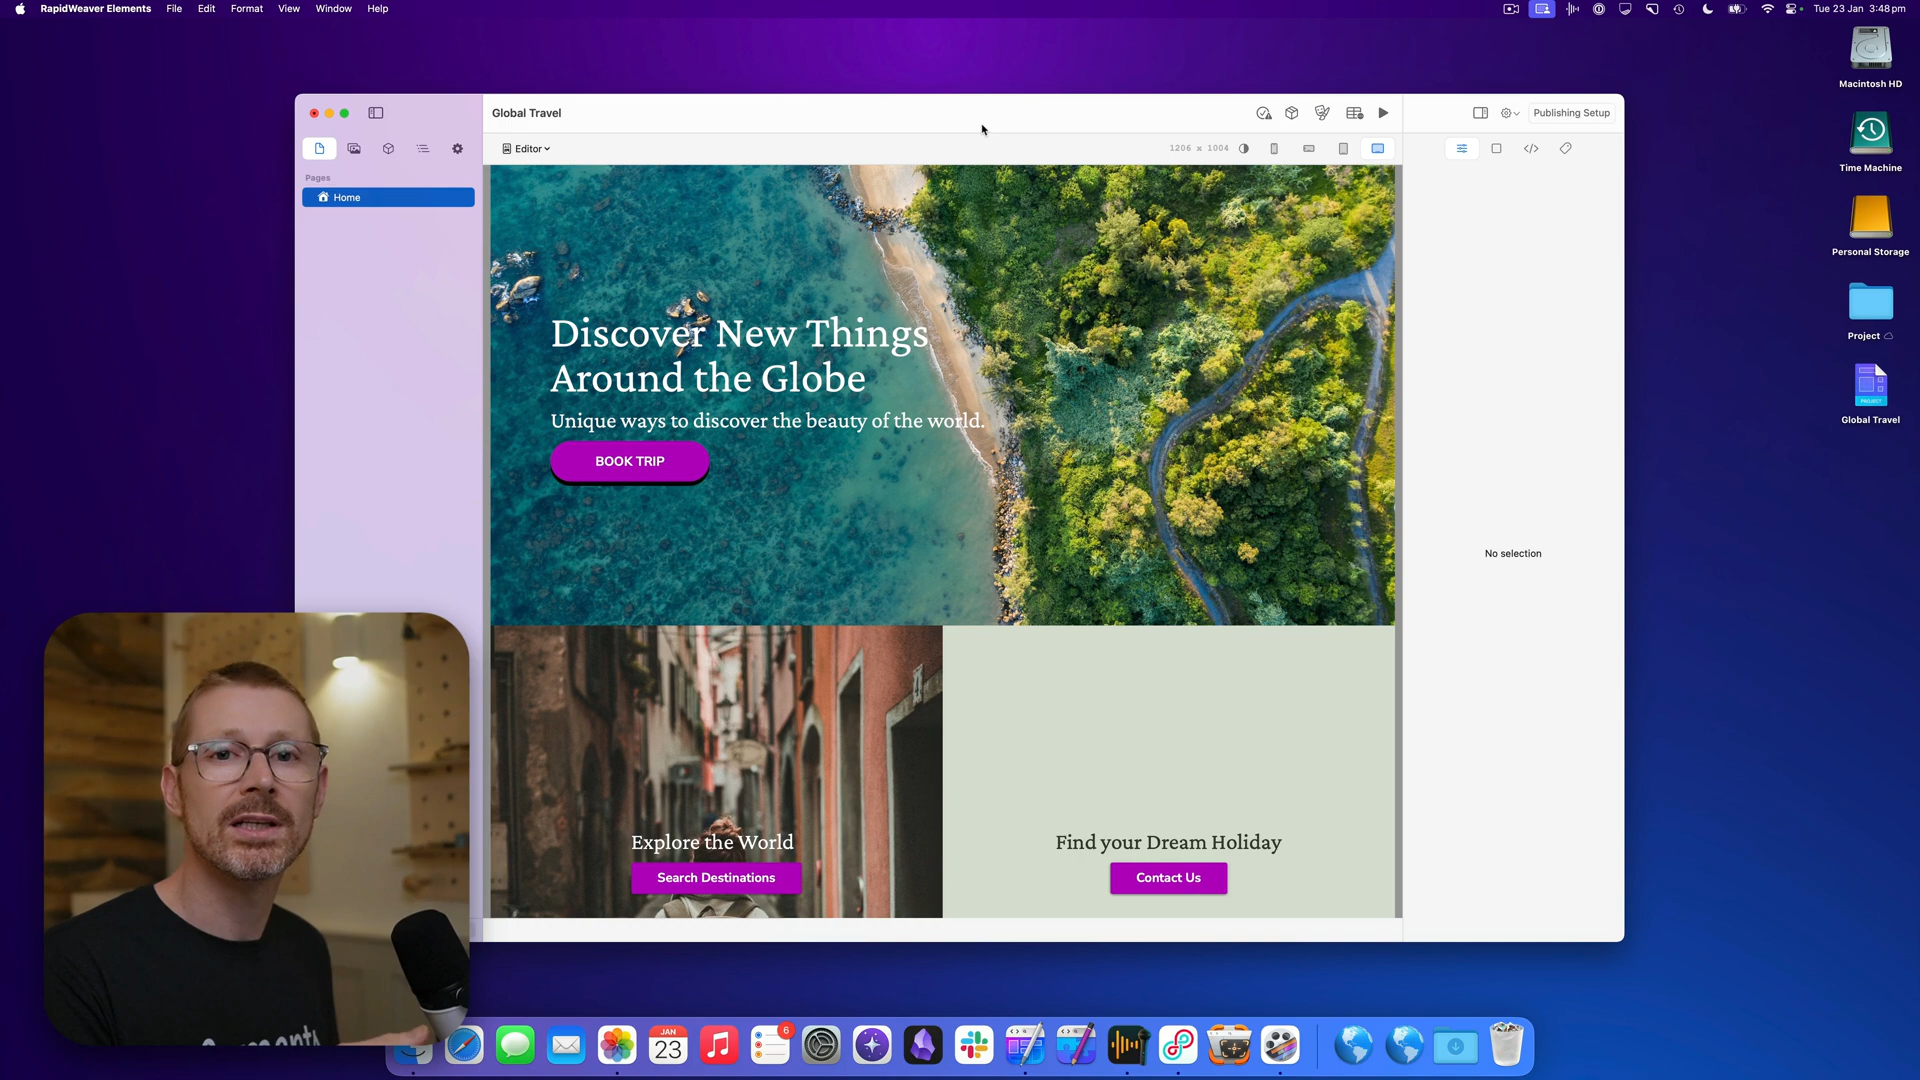 RapidWeaver Elements File Edit Format View Window Help
Tue 23 Jan 3:48 pm
Macintosh HD
Time Machine
Personal Storage
Project
PROJECT
Global Travel
Global Travel
Publishing Setup
Editor
1206 x 1004
Pages
Home
No selection
Discover New Things
Around the Globe
Unique ways to discover the beauty of the world.
BOOK TRIP
Explore the World
Search Destinations
Find your Dream Holiday
Contact Us
JAN
23
6